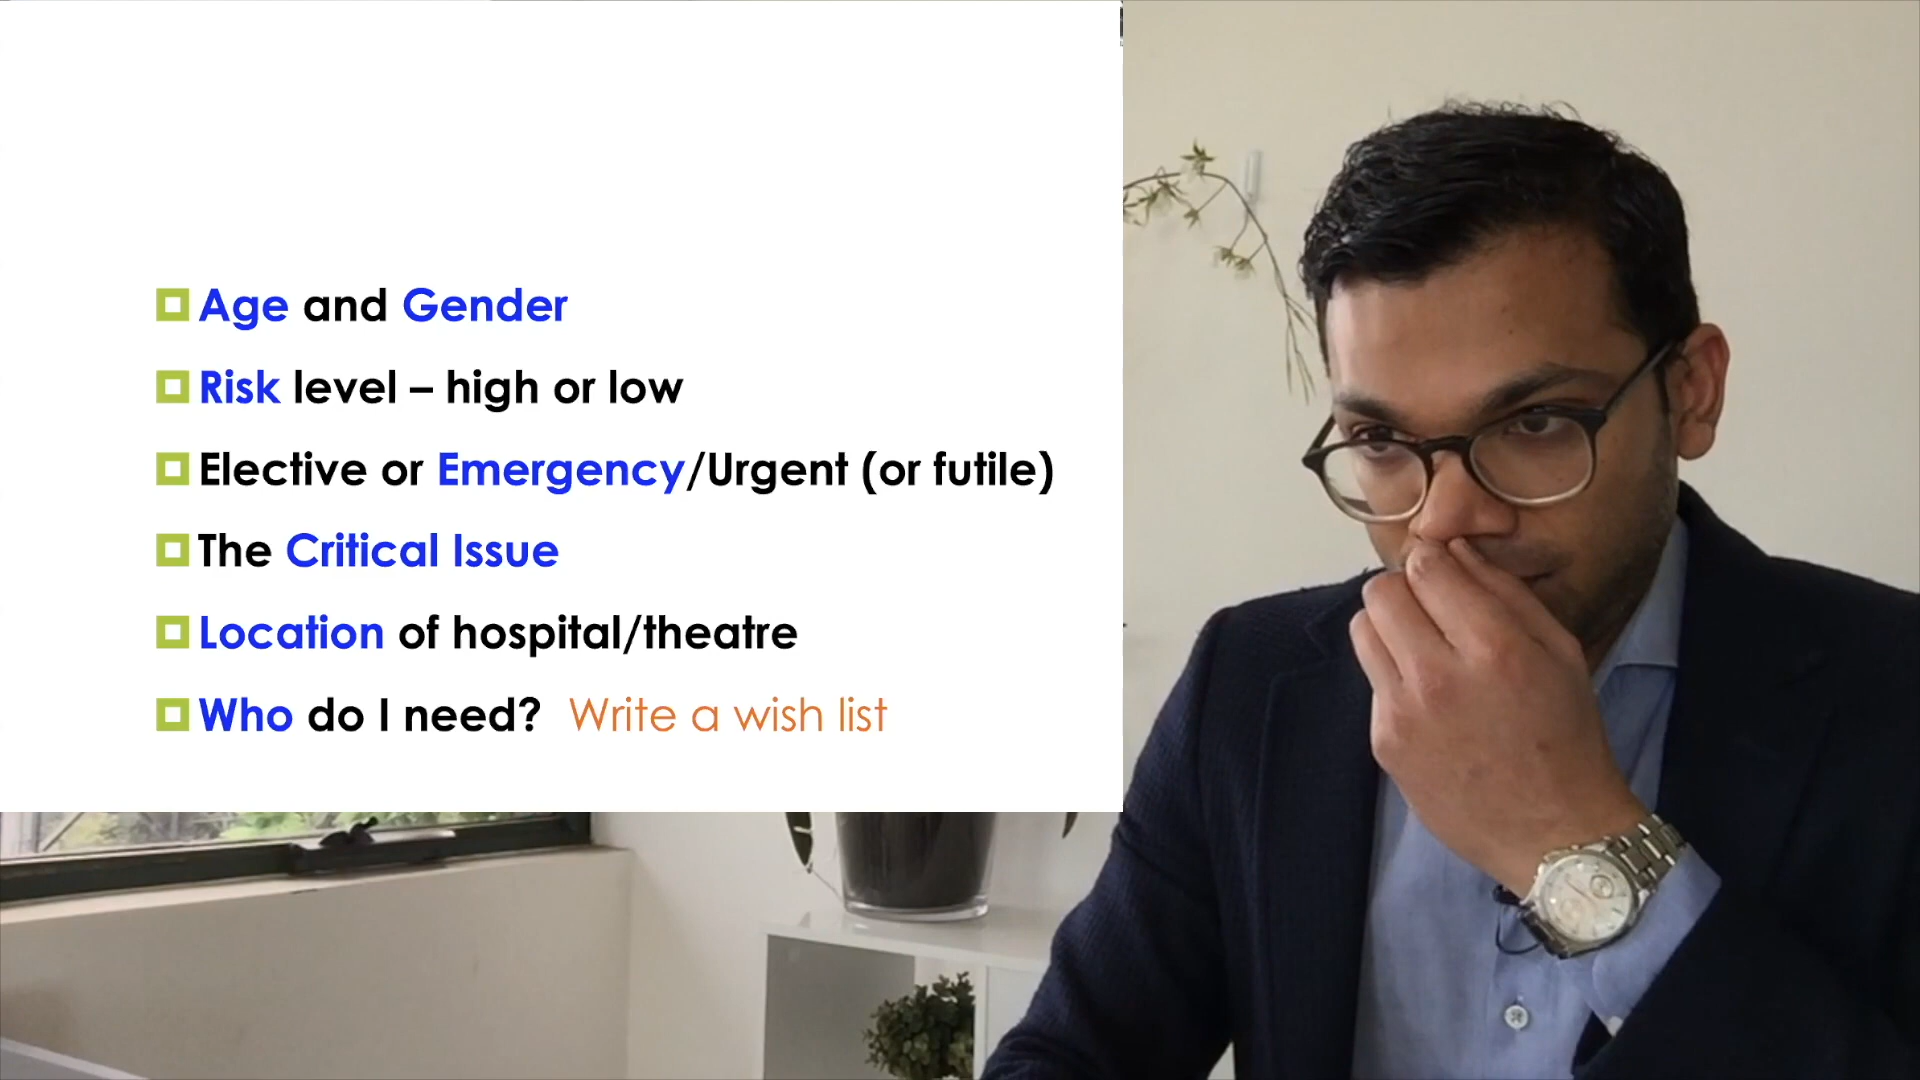 Age and Gender
Risk level – high or low
Elective or Emergency/Urgent (or futile)
The Critical Issue
Location of hospital/theatre
Who do I need? Write a wish list